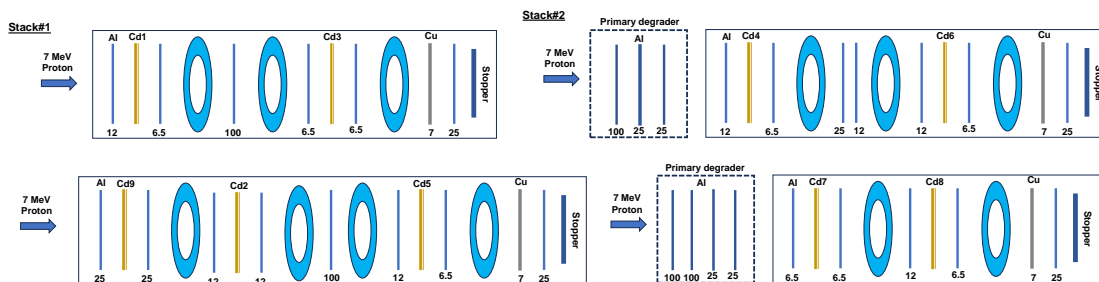 Stack#1
7 MeV
Proton
Al
Cd1
Cd3
Cu
Stopper
12
6.5
100
6.5
6.5
7
25
Stack#2
7 MeV
Proton
Primary degrader
Al
100
25
25
Al
Cd4
Cd6
Cu
Stopper
12
6.5
25
12
12
6.5
7
25
7 MeV
Proton
Al
Cd9
Cd2
Cd5
Cu
Stopper
25
25
12
12
100
12
6.5
7
25
7 MeV
Proton
Primary degrader
Al
100
100
25
25
Al
Cd7
Cd8
Cu
Stopper
6.5
6.5
12
6.5
7
25